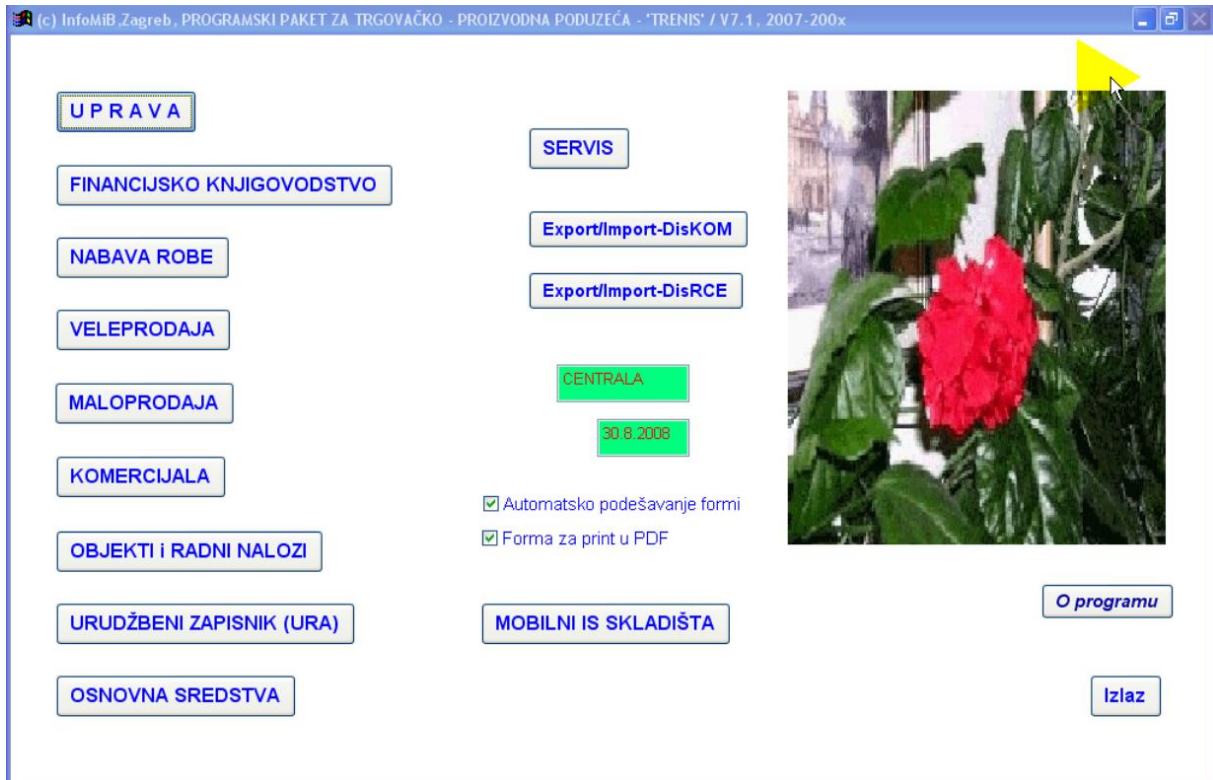 (c) InfoMiB,Zagreb, PROGRAMSKI PAKET ZA TRGOVAČKO - PROIZVODNA PODUZEĆA - 'TRENIS' / V7.1, 2007-200x
U P R A V A
FINANCIJSKO KNJIGOVODSTVO
NABAVA ROBE
VELEPRODAJA
MALOPRODAJA
KOMERCIJALA
OBJEKTI i RADNI NALOZI
URUDŽBENI ZAPISNIK (URA)
OSNOVNA SREDSTVA
SERVIS
Export/Import-DisKOM
Export/Import-DisRCE
CENTRALA
30.8.2008
Automatsko podešavanje formi
Forma za print u PDF
MOBILNI IS SKLADIŠTA
O programu
Izlaz